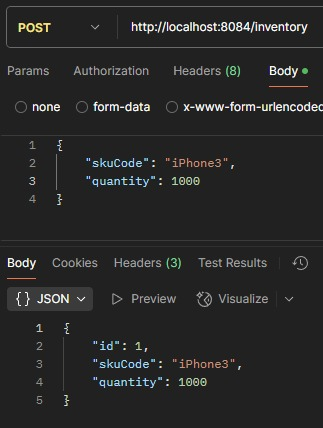 POST http://localhost:8084/inventory
Params Authorization Headers (8) Body
none form-data x-www-form-urlencoded
1 {
2 "skuCode": "iPhone3",
3 "quantity": 1000
4 }
Body Cookies Headers (3) Test Results
{} JSON Preview Visualize
1 {
2 "id": 1,
3 "skuCode": "iPhone3",
4 "quantity": 1000
5 }